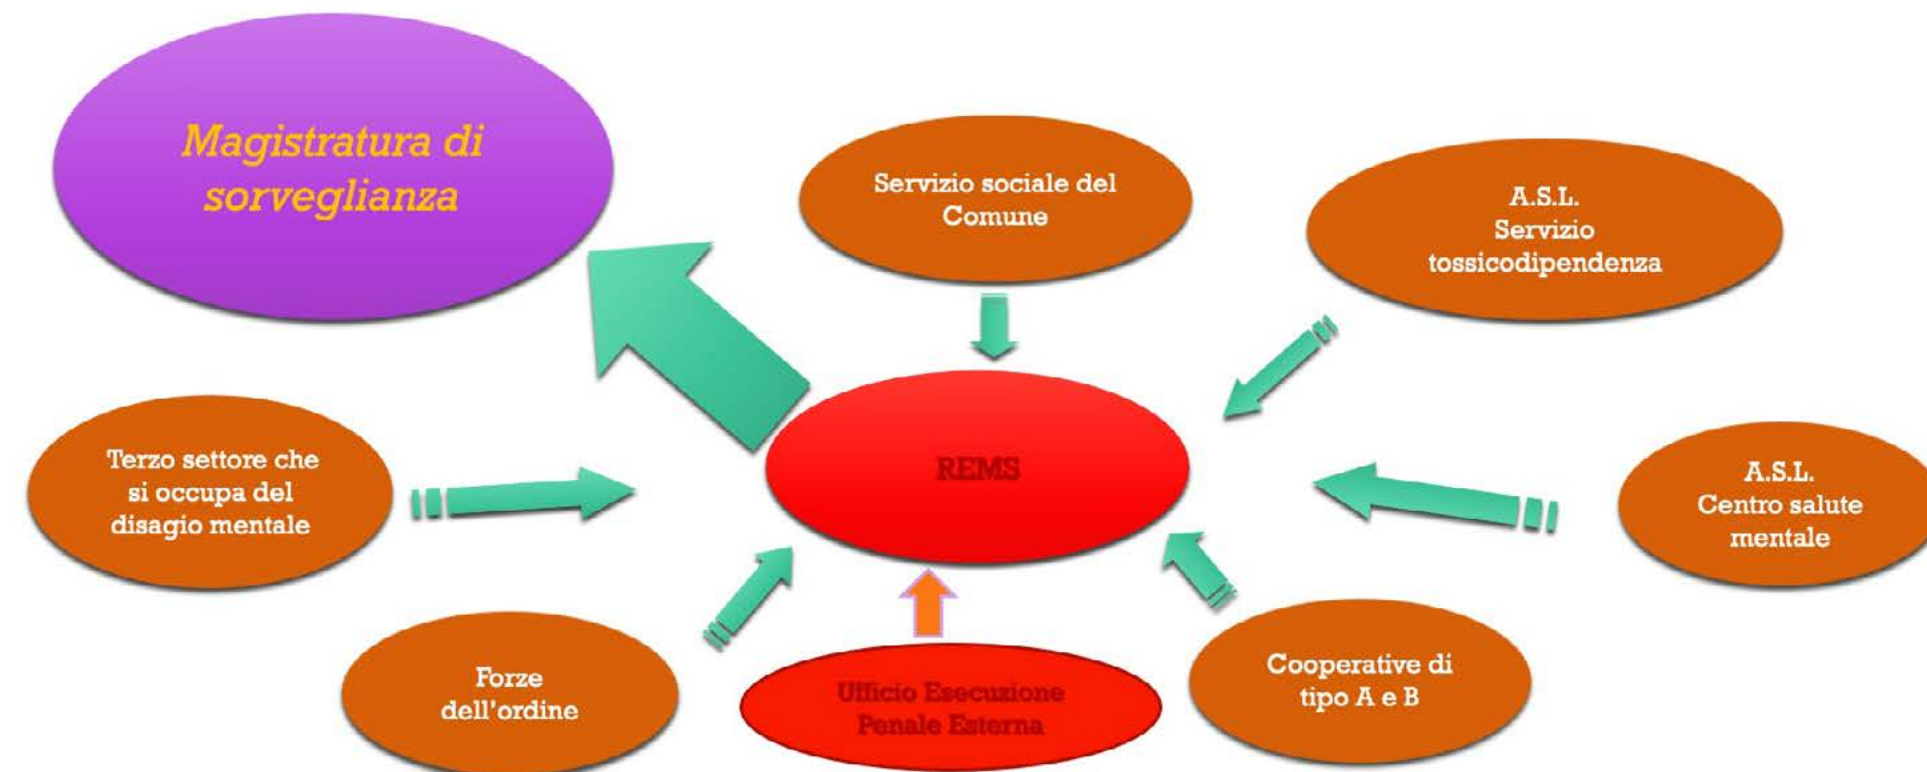 Magistratura di
sorveglianza
Servizio sociale del
Comune
A.S.L.
Servizio
tossicodipendenza
Terzo settore che
si occupa del
disagio mentale
REMS
A.S.L.
Centro salute
mentale
Forze
dell'ordine
Ufficio Esecuzione
Penale Esterna
Cooperative di
tipo A e B